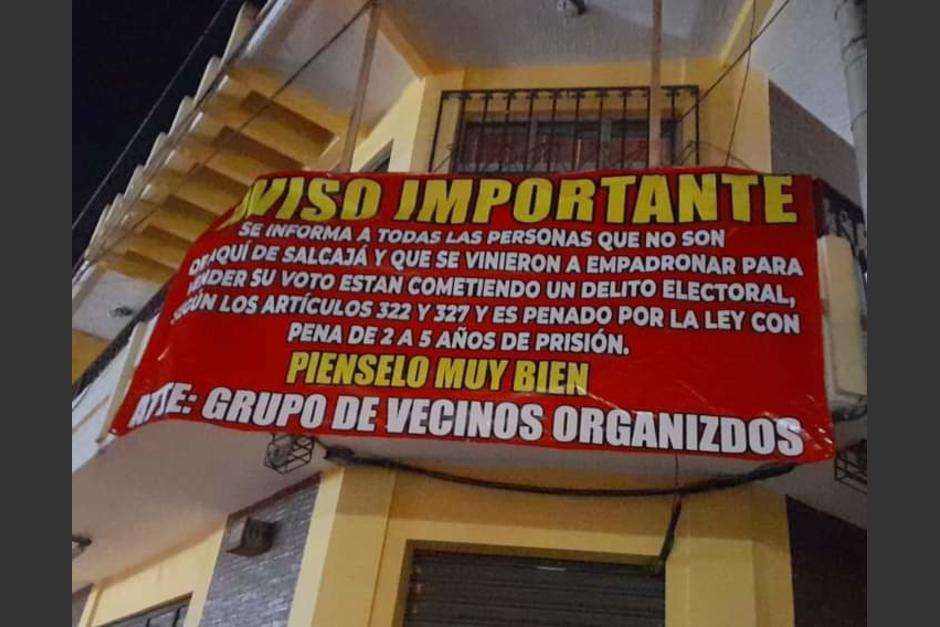 AVISO IMPORTANTE
SE INFORMA A TODAS LAS PERSONAS QUE NO SON
DE AQUÍ DE SALCAJÁ Y QUE SE VINIERON A EMPADRONAR PARA
VENDER SU VOTO ESTAN COMETIENDO UN DELITO ELECTORAL,
SEGÚN LOS ARTÍCULOS 322 Y 327 Y ES PENADO POR LA LEY CON
PENA DE 2 A 5 AÑOS DE PRISIÓN.
PIENSELO MUY BIEN
ATTE: GRUPO DE VECINOS ORGANIZDOS